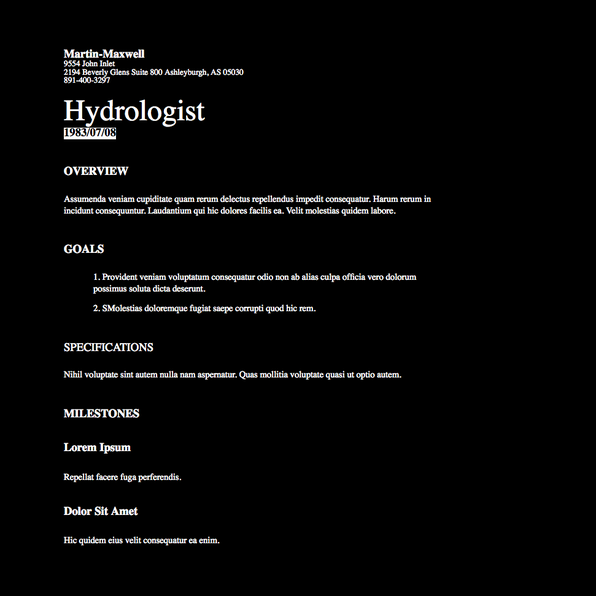 Martin-Maxwell
9554 John Inlet
2194 Beverly Glens Suite 800 Ashleyburgh, AS 05030
891-400-3297
Hydrologist
1983/07/08
OVERVIEW
Assumenda veniam cupiditate quam rerum delectus repellendus impedit consequatur. Harum rerum in
incidunt consequuntur. Laudantium qui hic dolores facilis ea. Velit molestias quidem labore.
GOALS
1. Provident veniam voluptatum consequatur odio non ab alias culpa officia vero dolorum
possimus soluta dicta deserunt.
2. SMolestias doloremque fugiat saepe corrupti quod hic rem.
SPECIFICATIONS
Nihil voluptate sint autem nulla nam aspernatur. Quas mollitia voluptate quasi ut optio autem.
MILESTONES
Lorem Ipsum
Repellat facere fuga perferendis.
Dolor Sit Amet
Hic quidem eius velit consequatur ea enim.